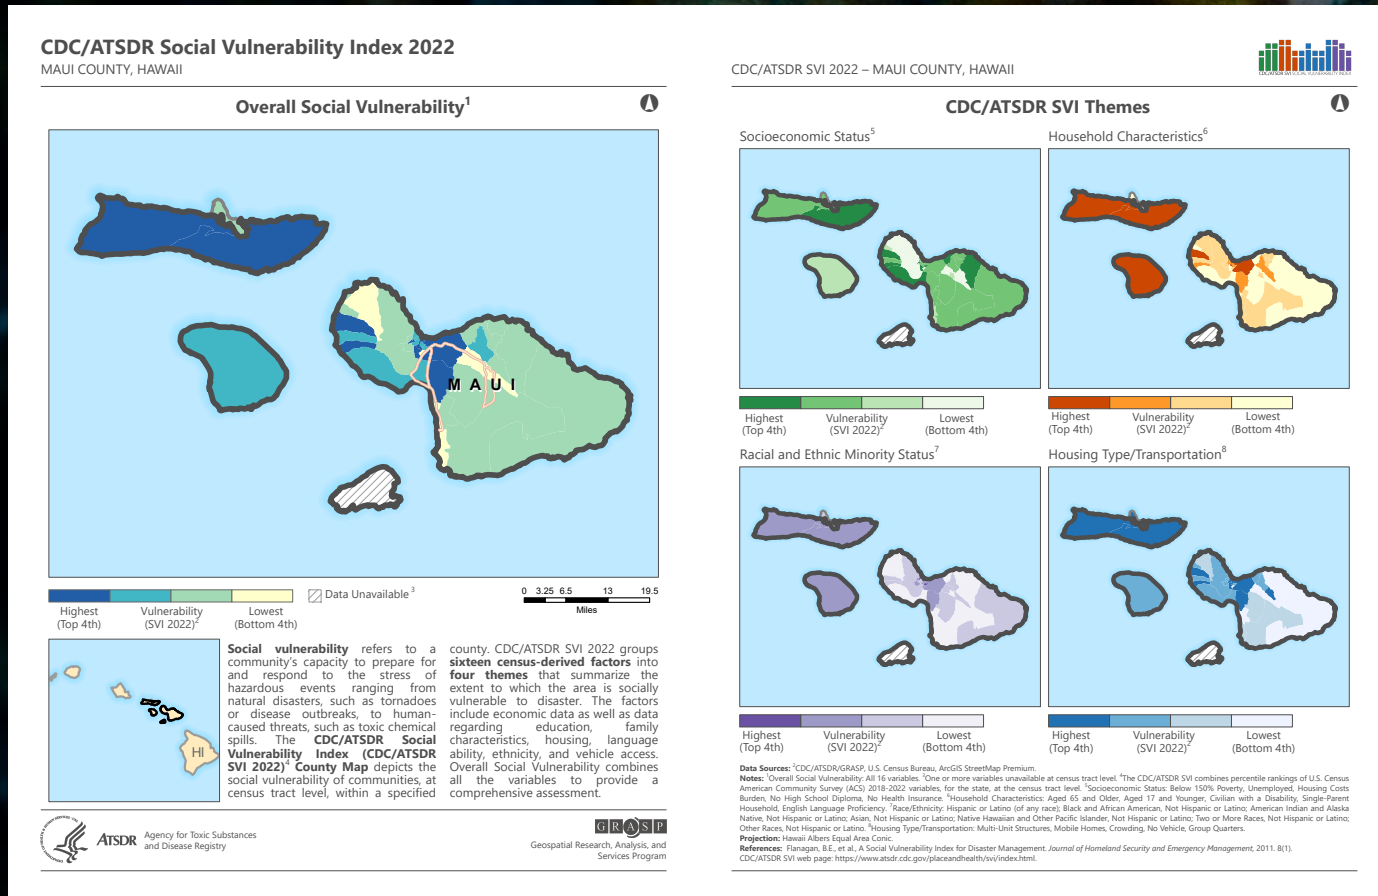 CDC/ATSDR Social Vulnerability Index 2022
MAUI COUNTY, HAWAII
Overall Social Vulnerability1
M A U I
Highest
(Top 4th)
Vulnerability
(SVI 2022)2
Lowest
(Bottom 4th)
Data Unavailable 3
0 3.25 6.5 13 19.5
Miles
HI
Social vulnerability refers to a
community's capacity to prepare for
and respond to the stress of
hazardous events ranging from
natural disasters, such as tornadoes
or disease outbreaks, to human-
caused threats, such as toxic chemical
spills. The CDC/ATSDR Social
Vulnerability Index (CDC/ATSDR
SVI 2022)4 County Map depicts the
social vulnerability of communities, at
census tract level, within a specified
county. CDC/ATSDR SVI 2022 groups
sixteen census-derived factors into
four themes that summarize the
extent to which the area is socially
vulnerable to disaster. The factors
include economic data as well as data
regarding education, family
characteristics, housing, language
ability, ethnicity, and vehicle access.
Overall Social Vulnerability combines
all the variables to provide a
comprehensive assessment.
ATSDR
Agency for Toxic Substances
and Disease Registry
GRASP
Geospatial Research, Analysis, and
Services Program
CDC/ATSDR SVI 2022 – MAUI COUNTY, HAWAII
CDC/ATSDR SVI SOCIAL VULNERABILITY INDEX
CDC/ATSDR SVI Themes
Socioeconomic Status5
Highest
(Top 4th)
Vulnerability
(SVI 2022)2
Lowest
(Bottom 4th)
Household Characteristics6
Highest
(Top 4th)
Vulnerability
(SVI 2022)2
Lowest
(Bottom 4th)
Racial and Ethnic Minority Status7
Highest
(Top 4th)
Vulnerability
(SVI 2022)2
Lowest
(Bottom 4th)
Housing Type/Transportation8
Highest
(Top 4th)
Vulnerability
(SVI 2022)2
Lowest
(Bottom 4th)
Data Sources: 2CDC/ATSDR/GRASP, U.S. Census Bureau, ArcGIS StreetMap Premium.
Notes: 1Overall Social Vulnerability: All 16 variables. 3One or more variables unavailable at census tract level. 4The CDC/ATSDR SVI combines percentile rankings of U.S. Census
American Community Survey (ACS) 2018-2022 variables, for the state, at the census tract level. 5Socioeconomic Status: Below 150% Poverty, Unemployed, Housing Costs
Burden, No High School Diploma, No Health Insurance. 6Household Characteristics: Aged 65 and Older, Aged 17 and Younger, Civilian with a Disability, Single-Parent
Household, English Language Proficiency. 7Race/Ethnicity: Hispanic or Latino (of any race); Black and African American, Not Hispanic or Latino; American Indian and Alaska
Native, Not Hispanic or Latino; Asian, Not Hispanic or Latino; Native Hawaiian and Other Pacific Islander, Not Hispanic or Latino; Two or More Races, Not Hispanic or Latino;
Other Races, Not Hispanic or Latino. 8Housing Type/Transportation: Multi-Unit Structures, Mobile Homes, Crowding, No Vehicle, Group Quarters.
Projection: Hawaii Albers Equal Area Conic.
References: Flanagan, B.E., et al., A Social Vulnerability Index for Disaster Management. Journal of Homeland Security and Emergency Management, 2011. 8(1).
CDC/ATSDR SVI web page: https://www.atsdr.cdc.gov/placeandhealth/svi/index.html.